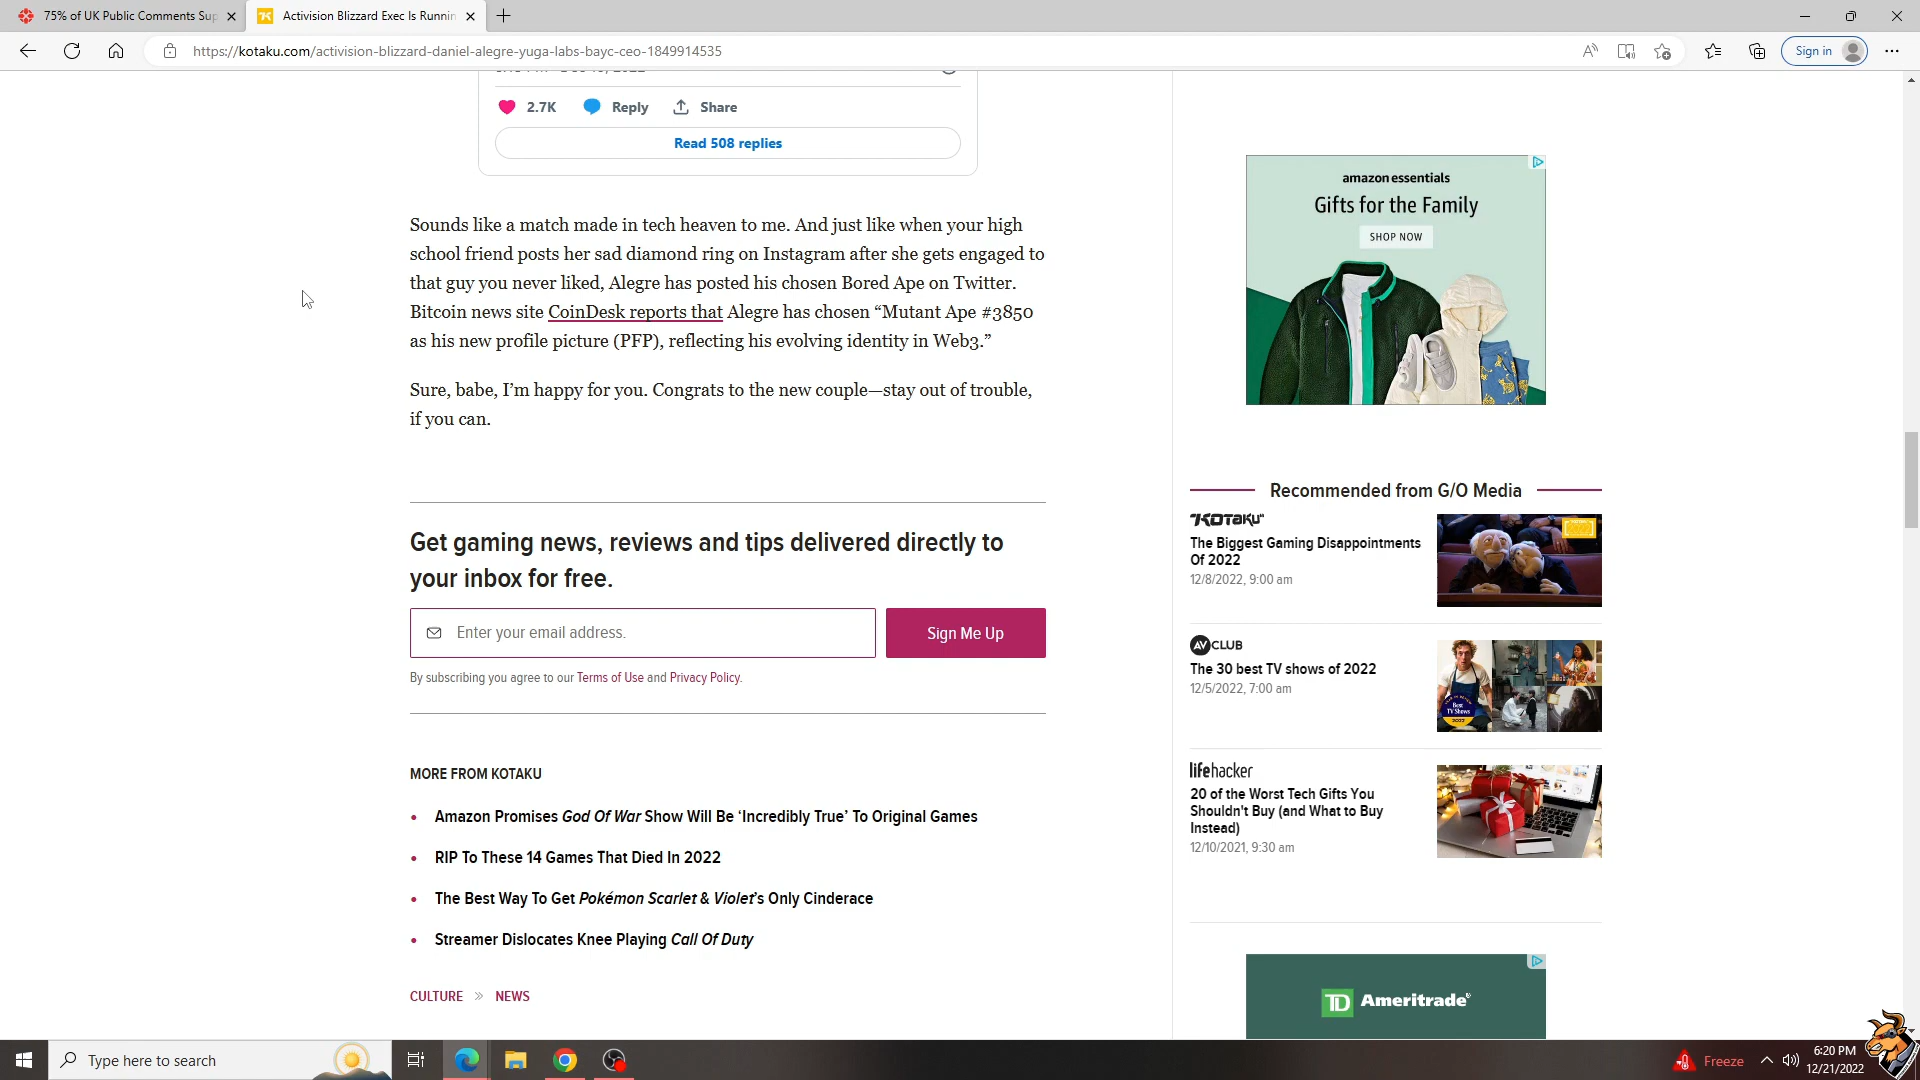 75% of UK Public Comments Sup
Activision Blizzard Exec Is Runnin
https://kotaku.com/activision-blizzard-daniel-alegre-yuga-labs-bayc-ceo-1849914535
Sign in
2.7K Reply Share
Read 508 replies
Sounds like a match made in tech heaven to me. And just like when your high
school friend posts her sad diamond ring on Instagram after she gets engaged to
that guy you never liked, Alegre has posted his chosen Bored Ape on Twitter.
Bitcoin news site CoinDesk reports that Alegre has chosen “Mutant Ape #3850
as his new profile picture (PFP), reflecting his evolving identity in Web3.”
Sure, babe, I’m happy for you. Congrats to the new couple—stay out of trouble,
if you can.
Get gaming news, reviews and tips delivered directly to
your inbox for free.
Enter your email address.
Sign Me Up
By subscribing you agree to our Terms of Use and Privacy Policy.
MORE FROM KOTAKU
• Amazon Promises God Of War Show Will Be ‘Incredibly True’ To Original Games
• RIP To These 14 Games That Died In 2022
• The Best Way To Get Pokémon Scarlet & Violet’s Only Cinderace
• Streamer Dislocates Knee Playing Call Of Duty
CULTURE » NEWS
amazon essentials
Gifts for the Family
SHOP NOW
Recommended from G/O Media
KOTAKU
The Biggest Gaming Disappointments
Of 2022
12/8/2022, 9:00 am
AV CLUB
The 30 best TV shows of 2022
12/5/2022, 7:00 am
Best
TV Shows
2022
lifehacker
20 of the Worst Tech Gifts You
Shouldn't Buy (and What to Buy
Instead)
12/10/2021, 9:30 am
TD Ameritrade
Type here to search
Freeze
6:20 PM
12/21/2022